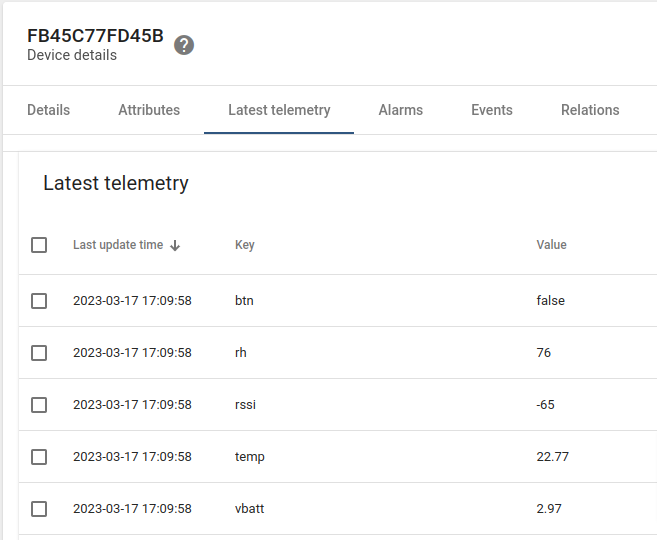 FB45C77FD45B
Device details
?
Details Attributes Latest telemetry Alarms Events Relations
Latest telemetry
Last update time Key Value
2023-03-17 17:09:58 btn false
2023-03-17 17:09:58 rh 76
2023-03-17 17:09:58 rssi -65
2023-03-17 17:09:58 temp 22.77
2023-03-17 17:09:58 vbatt 2.97